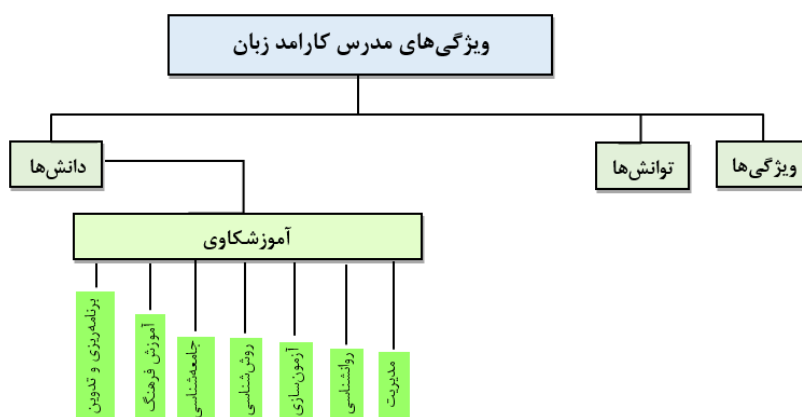 ویژگی‌های مدرس کارامد زبان
ویژگی‌ها
توانش‌ها
دانش‌ها
آموزشکاوی
مدیریت
روانشناسی
آزمون‌سازی
روش‌شناسی
جامعه‌شناسی
آموزش فرهنگ
برنامه‌ریزی و تدوین